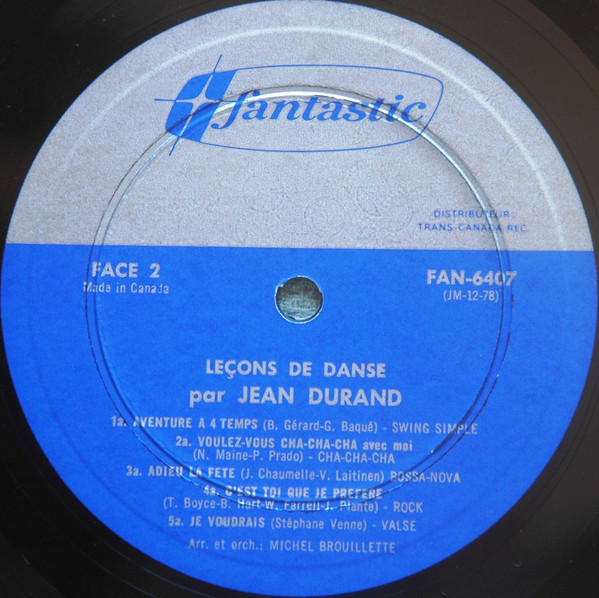 fantastic
DISTRIBUTEUR
TRANS-CANADA REC.
FACE 2
Made in Canada
FAN-6407
(JM-12-78)
LEÇONS DE DANSE
par JEAN DURAND
1a. AVENTURE A 4 TEMPS (B. Gérard-G. Baqué) - SWING SIMPLE
2a. VOULEZ-VOUS CHA-CHA-CHA avec moi
(N. Maine-P. Prado) - CHA-CHA-CHA
3a. ADIEU LA FETE (J. Chaumelle-V. Laitinen) BOSSA-NOVA
4a. C'EST TOI QUE JE PREFERE
(T. Boyce-B. Hart-W. Farrell-J. Plante) - ROCK
5a. JE VOUDRAIS (Stéphane Venne) - VALSE
Arr. et orch.: MICHEL BROUILLETTE